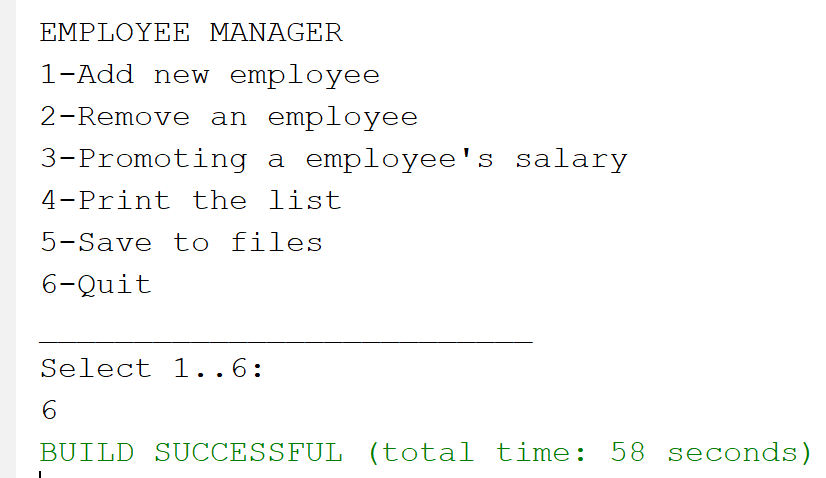 EMPLOYEE MANAGER
1-Add new employee
2-Remove an employee
3-Promoting a employee's salary
4-Print the list
5-Save to files
6-Quit
__________________________
Select 1..6:
6
BUILD SUCCESSFUL (total time: 58 seconds)